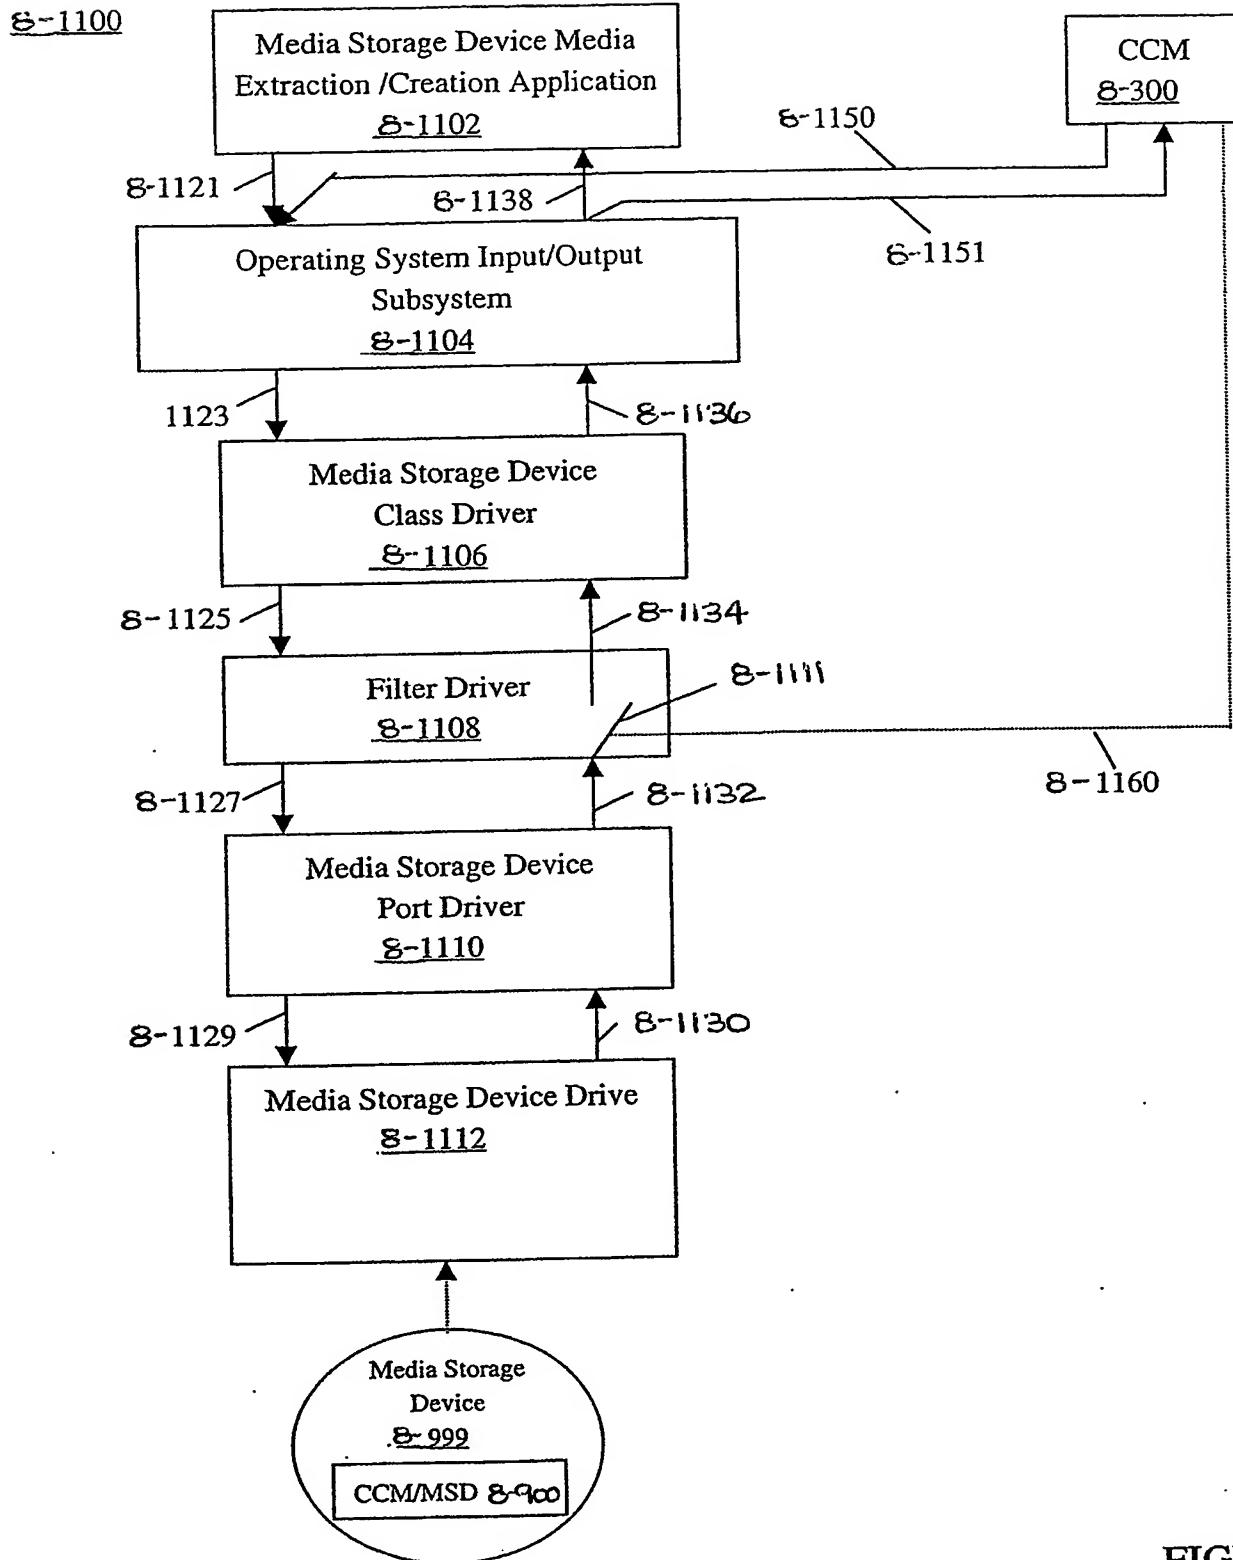 8-1100
Media Storage Device Media
Extraction /Creation Application
8-1102
CCM
8-300
8-1150
8-1121
8-1138
8-1151
Operating System Input/Output
Subsystem
8-1104
1123
8-1136
Media Storage Device
Class Driver
8-1106
8-1125
8-1134
Filter Driver
8-1108
8-1111
8-1127
8-1132
8-1160
Media Storage Device
Port Driver
8-1110
8-1129
8-1130
Media Storage Device Drive
8-1112
Media Storage
Device
8-999
CCM/MSD 8-900